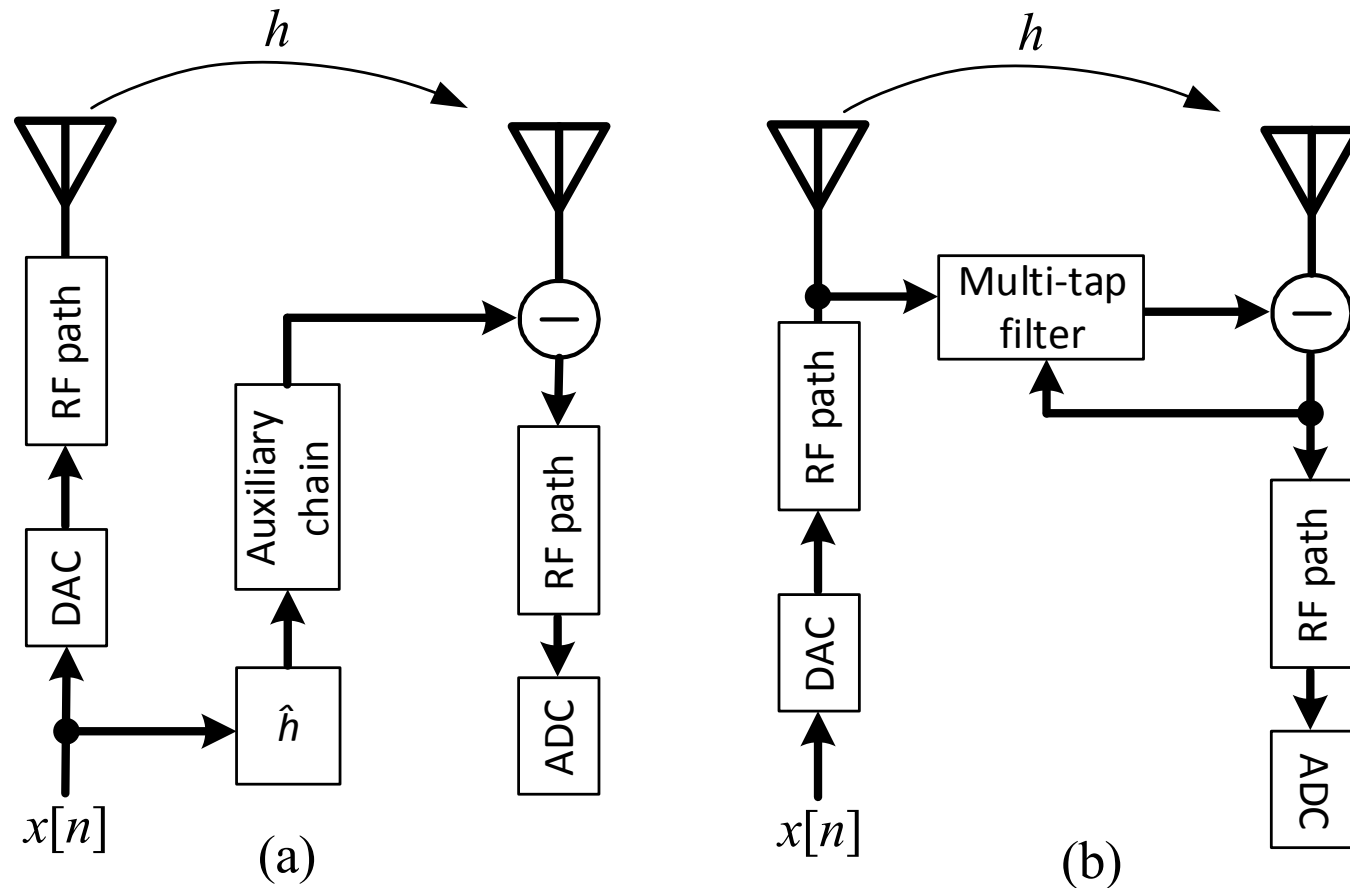 h
RF path
DAC
x[n]
Auxiliary
chain
ĥ
RF path
ADC
(a)
h
Multi-tap
filter
RF path
DAC
x[n]
RF path
ADC
(b)